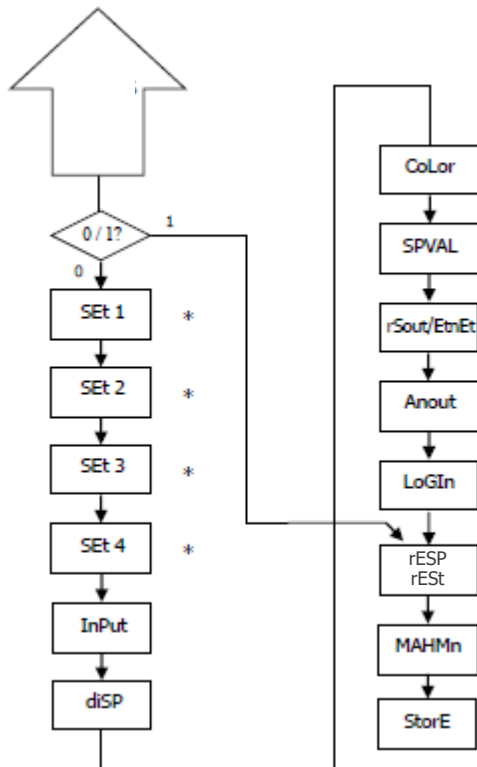 0 / 1?
1
0
SEt 1
*
SEt 2
*
SEt 3
*
SEt 4
*
InPut
diSP
CoLor
SPVAL
rSout/EtnEt
Anout
LoGIn
rESP
rESt
MAHMn
StorE